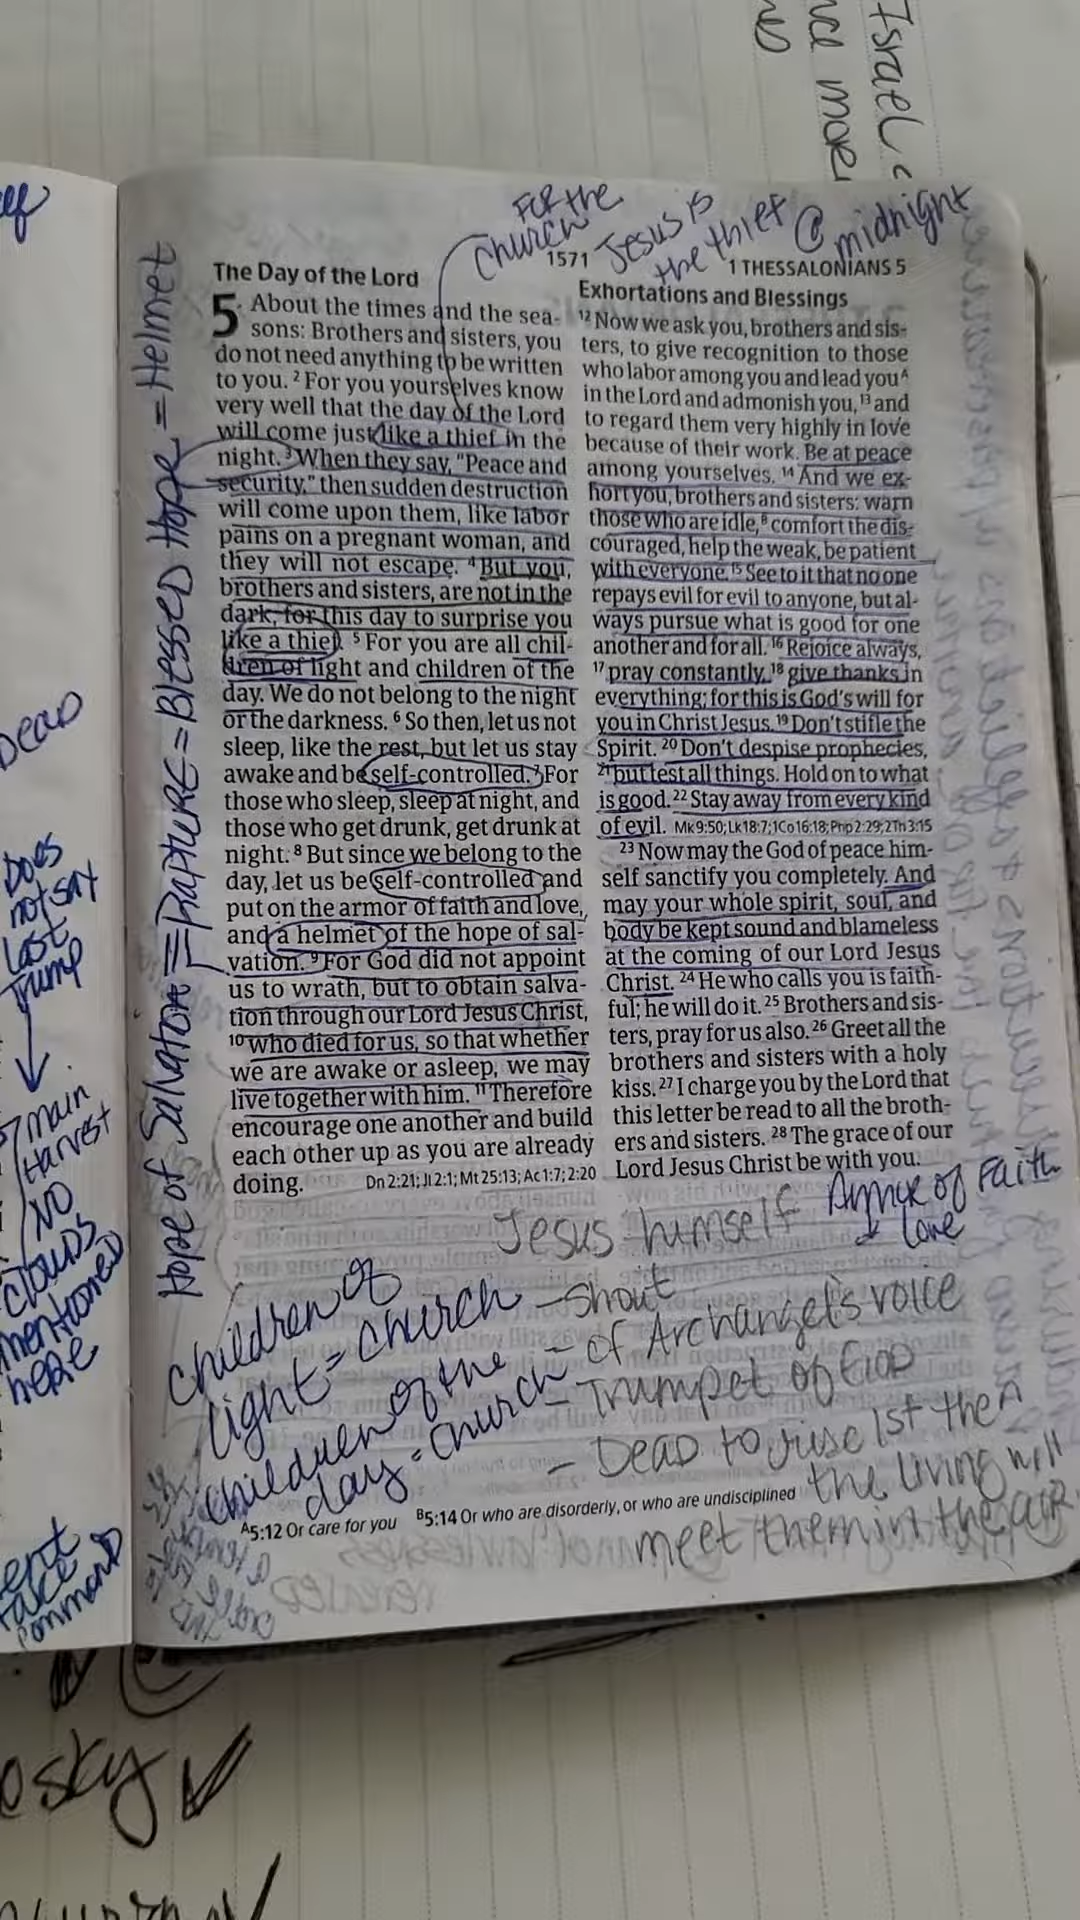 Israel
nce more
es
For the
Church
Jesus is
the thief @ midnight
1571
1 THESSALONIANS 5
The Day of the Lord
5 About the times and the sea-
sons: Brothers and sisters, you
do not need anything to be written
to you. 2 For you yourselves know
very well that the day of the Lord
will come just like a thief in the
night. 3 When they say, "Peace and
security," then sudden destruction
will come upon them, like labor
pains on a pregnant woman, and
they will not escape. 4 But you,
brothers and sisters, are not in the
dark, for this day to surprise you
like a thief. 5 For you are all chil-
dren of light and children of the
day. We do not belong to the night
or the darkness. 6 So then, let us not
sleep, like the rest, but let us stay
awake and be self-controlled. 7 For
those who sleep, sleep at night, and
those who get drunk, get drunk at
night. 8 But since we belong to the
day, let us be self-controlled and
put on the armor of faith and love,
and a helmet of the hope of sal-
vation. 9 For God did not appoint
us to wrath, but to obtain salva-
tion through our Lord Jesus Christ,
10 who died for us, so that whether
we are awake or asleep, we may
live together with him. 11 Therefore
encourage one another and build
each other up as you are already
doing. Dn 2:21; Jl 2:1; Mt 25:13; Ac 1:7; 2:20
Exhortations and Blessings
12 Now we ask you, brothers and sis-
ters, to give recognition to those
who labor among you and lead you A
in the Lord and admonish you, 13 and
to regard them very highly in love
because of their work. Be at peace
among yourselves. 14 And we ex-
hort you, brothers and sisters: warn
those who are idle, B comfort the dis-
couraged, help the weak, be patient
with everyone. 15 See to it that no one
repays evil for evil to anyone, but al-
ways pursue what is good for one
another and for all. 16 Rejoice always,
17 pray constantly, 18 give thanks in
everything; for this is God's will for
you in Christ Jesus. 19 Don't stifle the
Spirit. 20 Don't despise prophecies,
21 but test all things. Hold on to what
is good. 22 Stay away from every kind
of evil. Mk 9:50; Lk 18:7; 1Co 16:18; Php 2:29; 2Th 3:15
23 Now may the God of peace him-
self sanctify you completely. And
may your whole spirit, soul, and
body be kept sound and blameless
at the coming of our Lord Jesus
Christ. 24 He who calls you is faith-
ful; he will do it. 25 Brothers and sis-
ters, pray for us also. 26 Greet all the
brothers and sisters with a holy
kiss. 27 I charge you by the Lord that
this letter be read to all the broth-
ers and sisters. 28 The grace of our
Lord Jesus Christ be with you.
Hope of Salvation = Rapture = Blessed Hope = Helmet
Armor of Faith
& Love
Jesus himself
- shout
- of Archangel's voice
- Trumpet of God
- Dead to rise 1st then
the living will
meet them in the air
children of
light = church
children of the
day = church
A5:12 Or care for you B5:14 Or who are disorderly, or who are undisciplined
Dead
Does
not say
Last
Trump
main
Harvest
NO
clouds
mentioned
here
take
command
sky